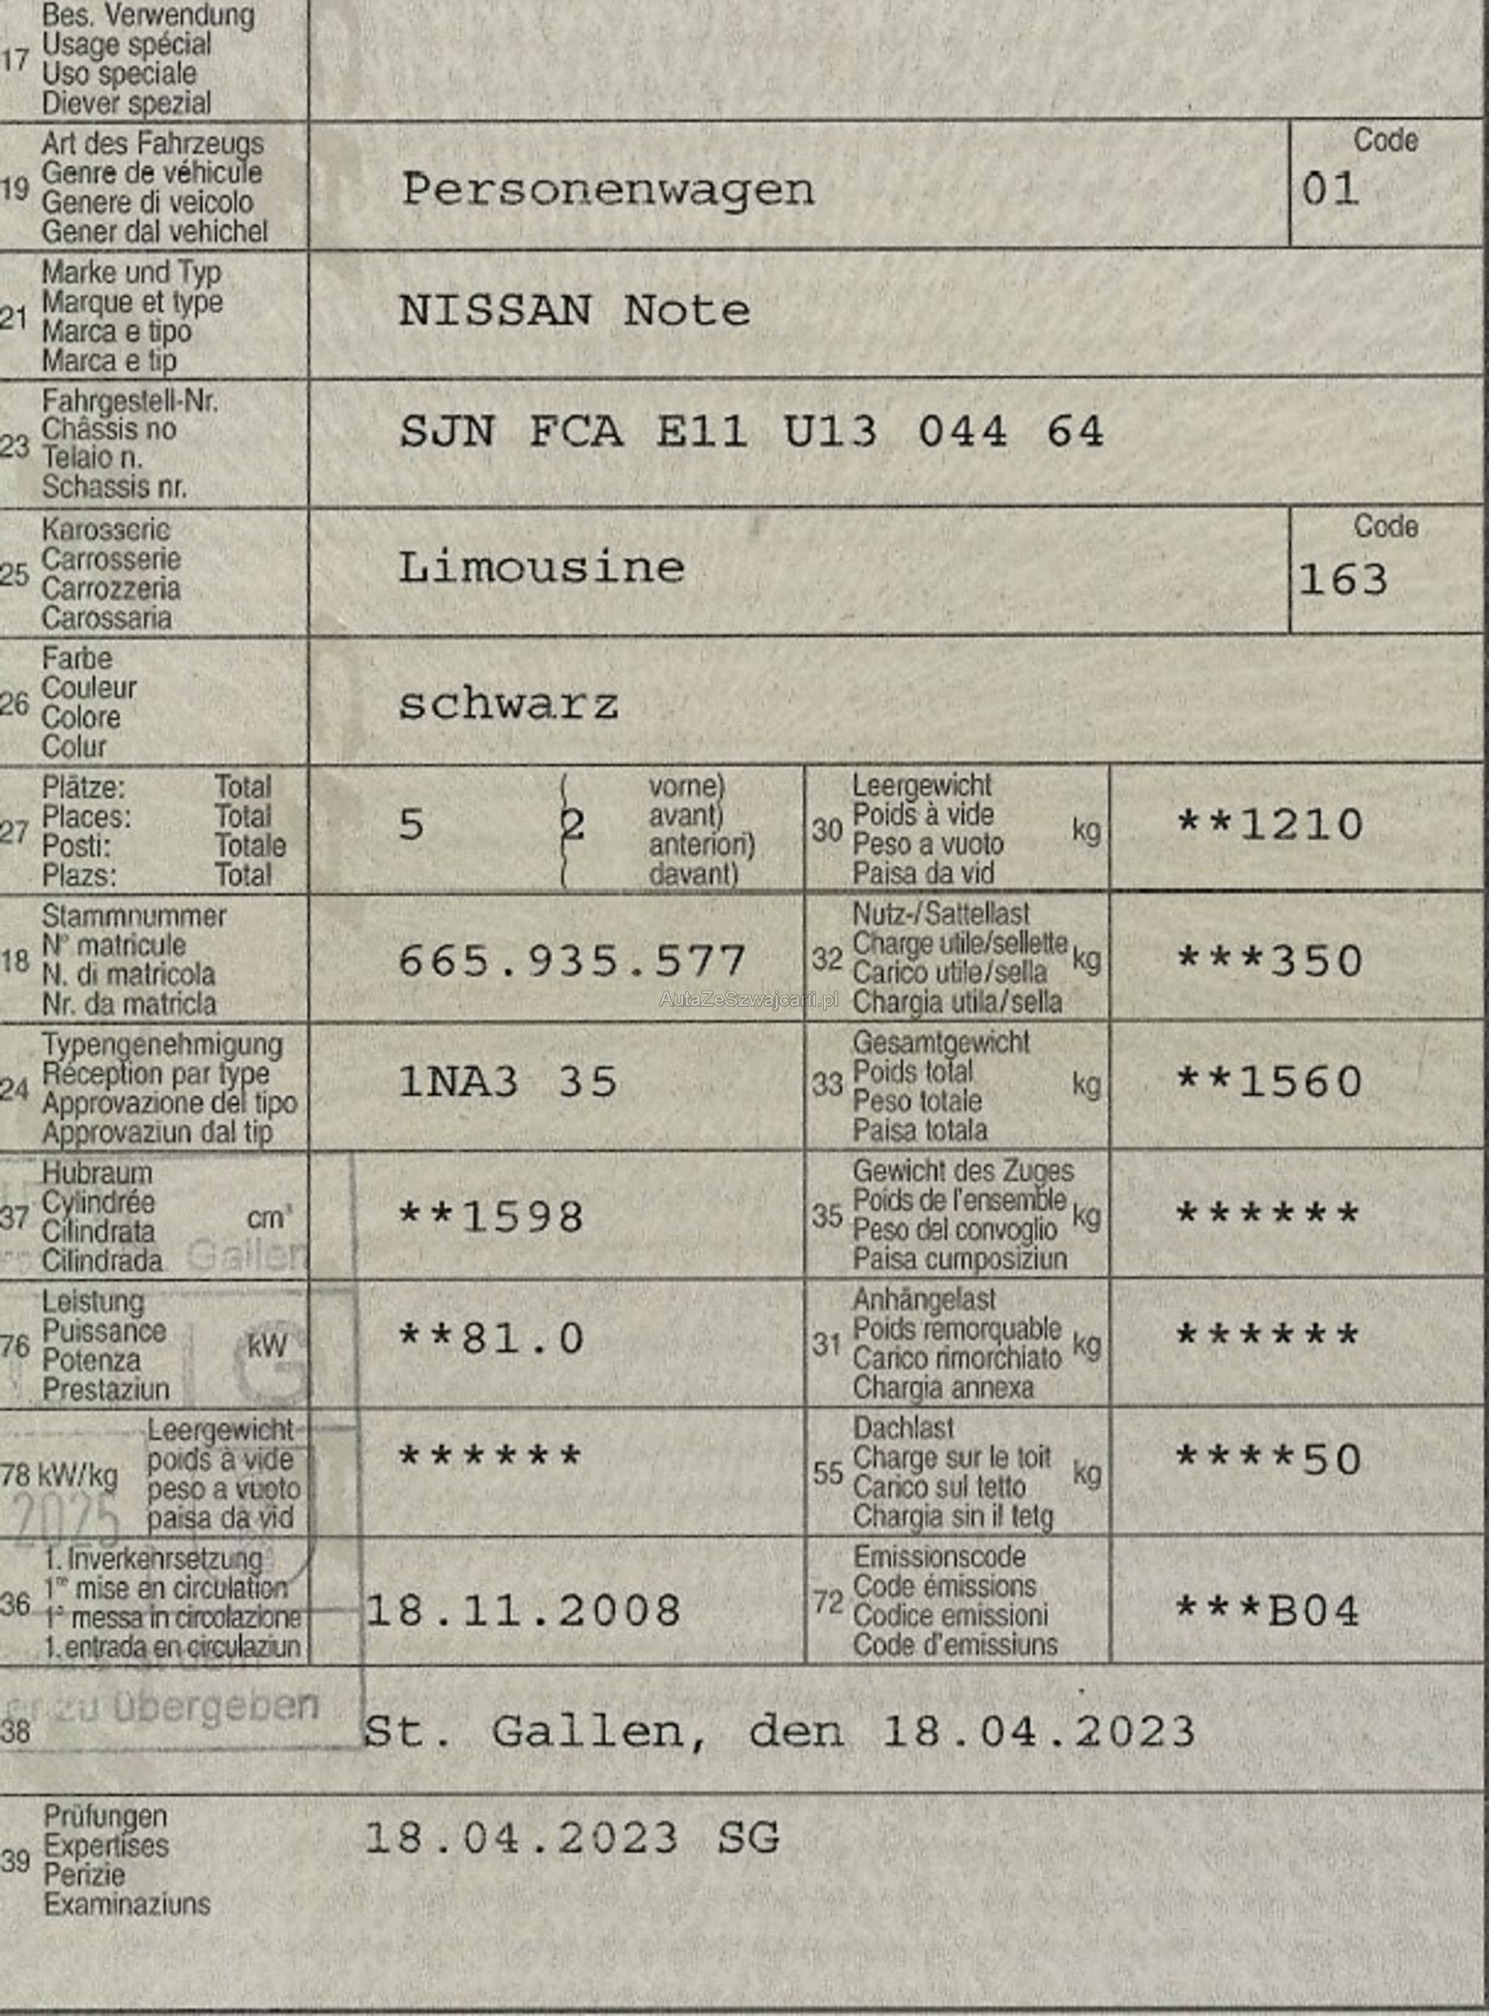 17 Bes. Verwendung
Usage spécial
Uso speciale
Diever spezial
19 Art des Fahrzeugs
Genre de véhicule
Genere di veicolo
Gener dal vehichel
Personenwagen
Code
01
21 Marke und Typ
Marque et type
Marca e tipo
Marca e tip
NISSAN Note
23 Fahrgestell-Nr.
Châssis no
Telaio n.
Schassis nr.
SJN FCA E11 U13 044 64
25 Karosserie
Carrosserie
Carrozzeria
Carossaria
Limousine
Code
163
26 Farbe
Couleur
Colore
Colur
schwarz
27 Plätze: Total
Places: Total
Posti: Totale
Plazs: Total
5 ( 2 vorne)
avant)
anteriori)
( davant)
30 Leergewicht
Poids à vide
Peso a vuoto
Paisa da vid
kg
**1210
18 Stammnummer
N° matricule
N. di matricola
Nr. da matricla
665.935.577
AutaZeSzwajcarii.pl
32 Nutz-/Sattellast
Charge utile/sellette
Carico utile/sella
Chargia utila/sella
kg
***350
24 Typengenehmigung
Réception par type
Approvazione del tipo
Approvaziun dal tip
1NA3 35
33 Gesamtgewicht
Poids total
Peso totale
Paisa totala
kg
**1560
37 Hubraum
Cylindrée
Cilindrata
Cilindrada
cm³
Gallen
**1598
35 Gewicht des Zuges
Poids de l'ensemble
Peso del convoglio
Paisa cumposiziun
kg
******
76 Leistung
Puissance
Potenza
Prestaziun
kW
**81.0
31 Anhängelast
Poids remorquable
Carico rimorchiato
Chargia annexa
kg
******
78 kW/kg
Leergewicht
poids à vide
peso a vuoto
paisa da vid
2025
******
55 Dachlast
Charge sur le toit
Carico sul tetto
Chargia sin il tetg
kg
****50
36 1. Inverkehrsetzung
1re mise en circulation
1a messa in circolazione
1. entrada en circulaziun
18.11.2008
72 Emissionscode
Code émissions
Codice emissioni
Code d'emissiuns
***B04
zu übergeben
38
St. Gallen, den 18.04.2023
39 Prüfungen
Expertises
Perizie
Examinaziuns
18.04.2023 SG